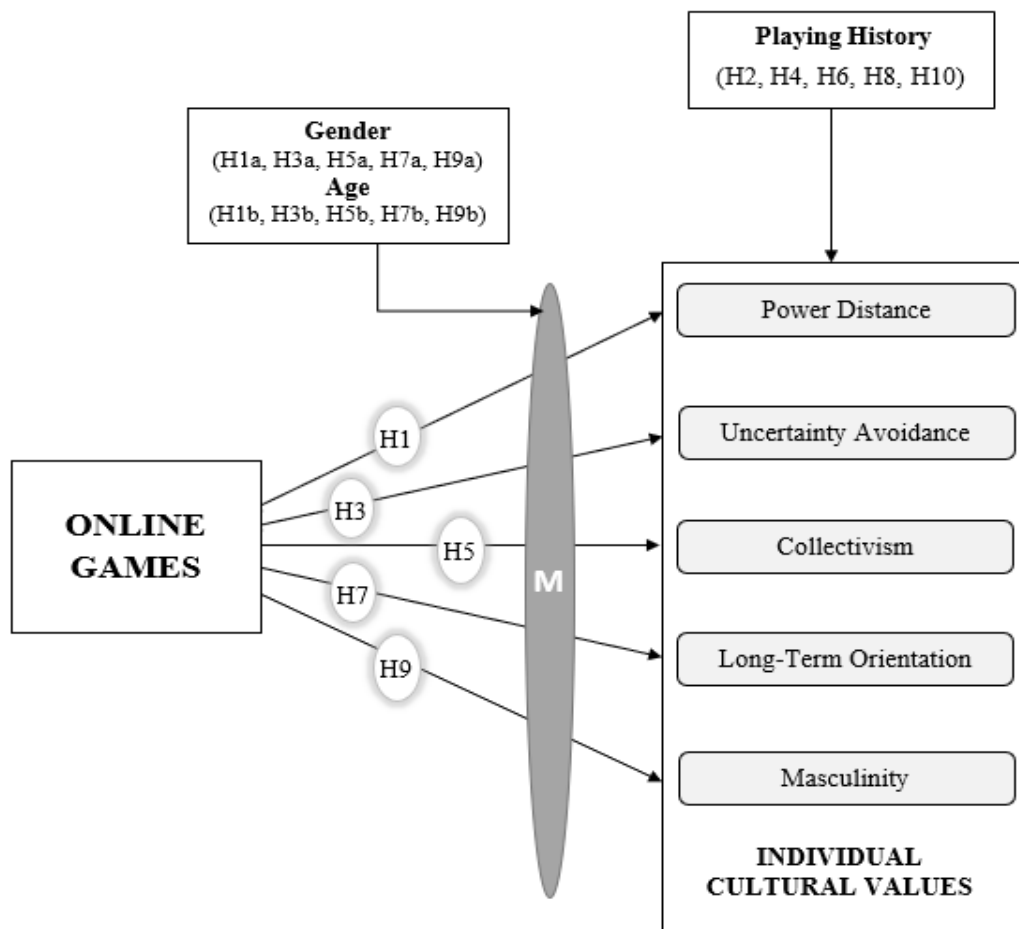 Playing History
(H2, H4, H6, H8, H10)
Gender
(H1a, H3a, H5a, H7a, H9a)
Age
(H1b, H3b, H5b, H7b, H9b)
Power Distance
H1
Uncertainty Avoidance
ONLINE
GAMES
H3
H5
Collectivism
M
H7
Long-Term Orientation
H9
Masculinity
INDIVIDUAL
CULTURAL VALUES